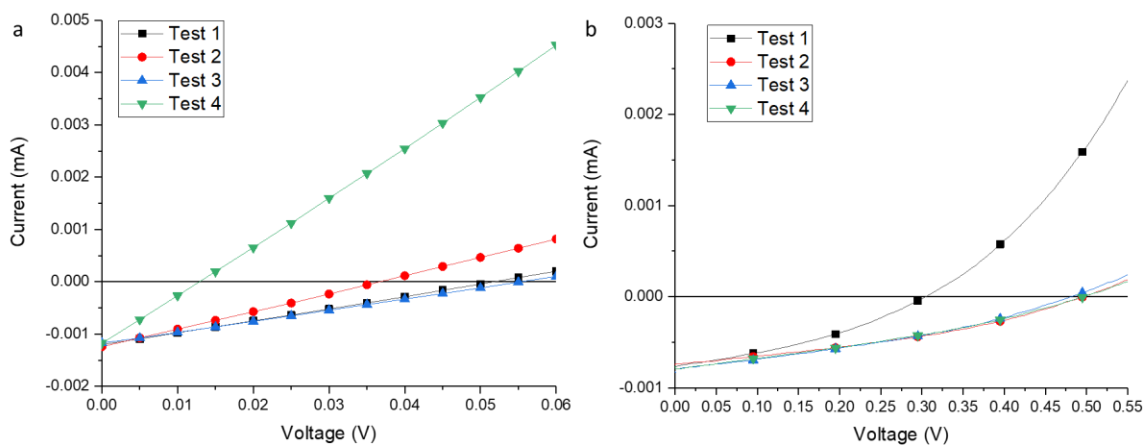 a
Test 1
Test 2
Test 3
Test 4
0.005
0.004
0.003
0.002
0.001
0.000
-0.001
-0.002
Current (mA)
0.00 0.01 0.02 0.03 0.04 0.05 0.06
Voltage (V)
b
Test 1
Test 2
Test 3
Test 4
0.003
0.002
0.001
0.000
-0.001
Current (mA)
0.00 0.05 0.10 0.15 0.20 0.25 0.30 0.35 0.40 0.45 0.50 0.55
Voltage (V)